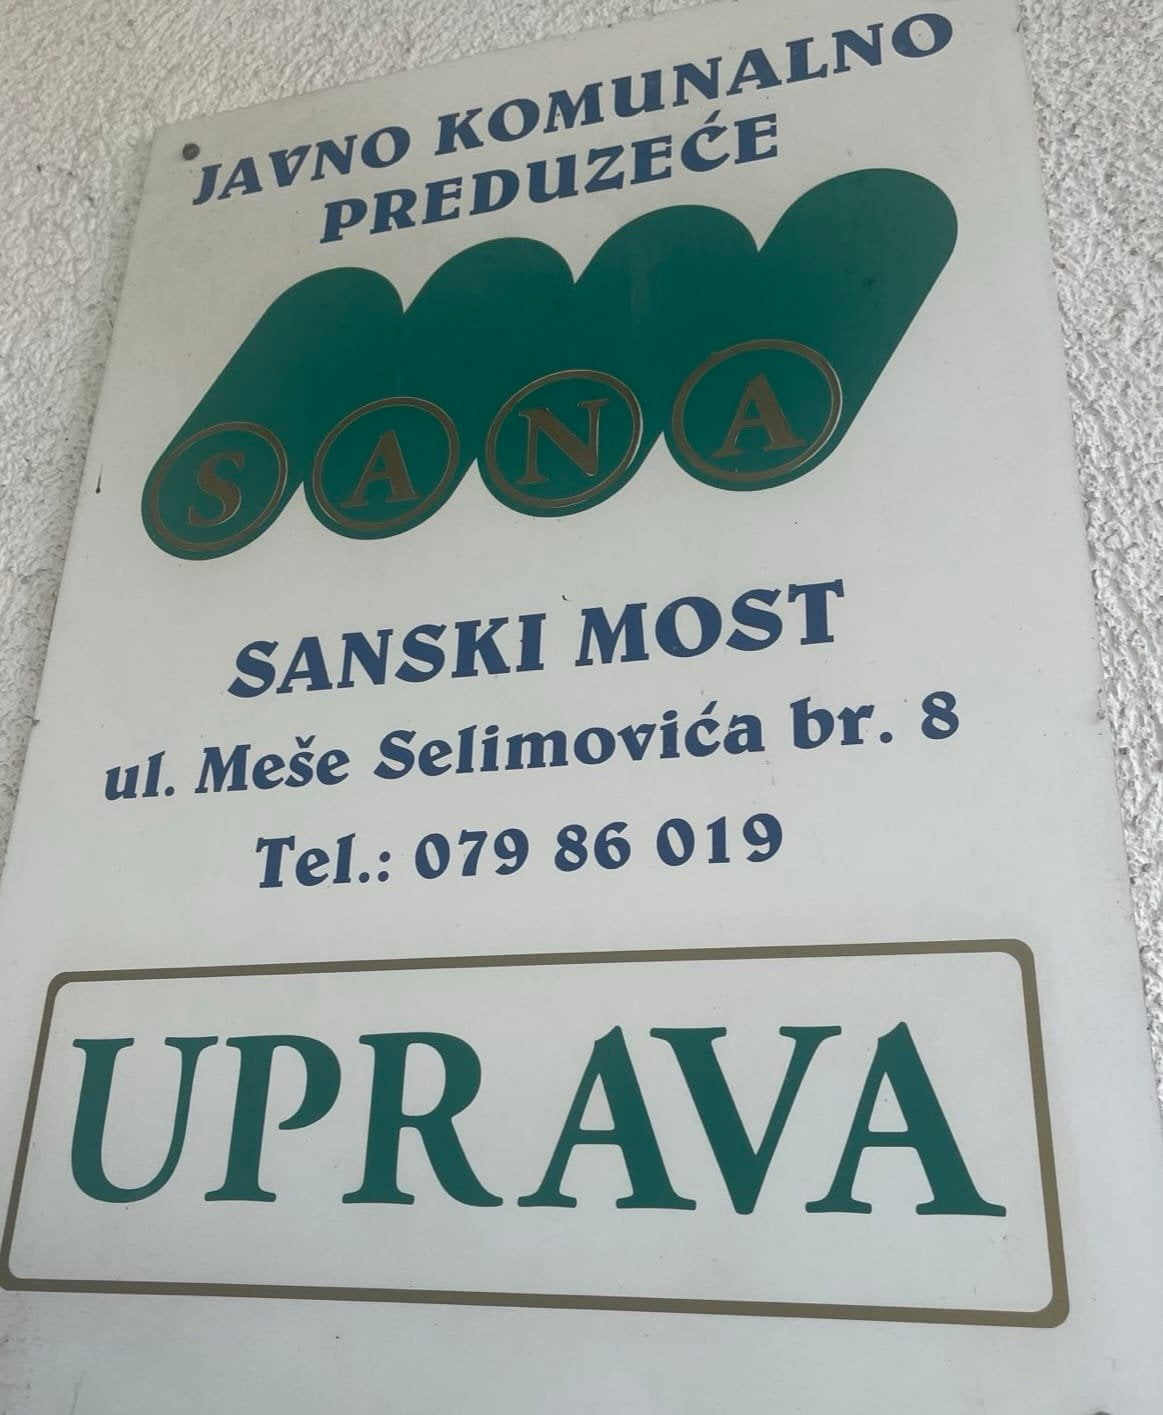 JAVNO KOMUNALNO
PREDUZEĆE
SANA
SANSKI MOST
ul. Meše Selimovića br. 8
Tel.: 079 86 019
UPRAVA